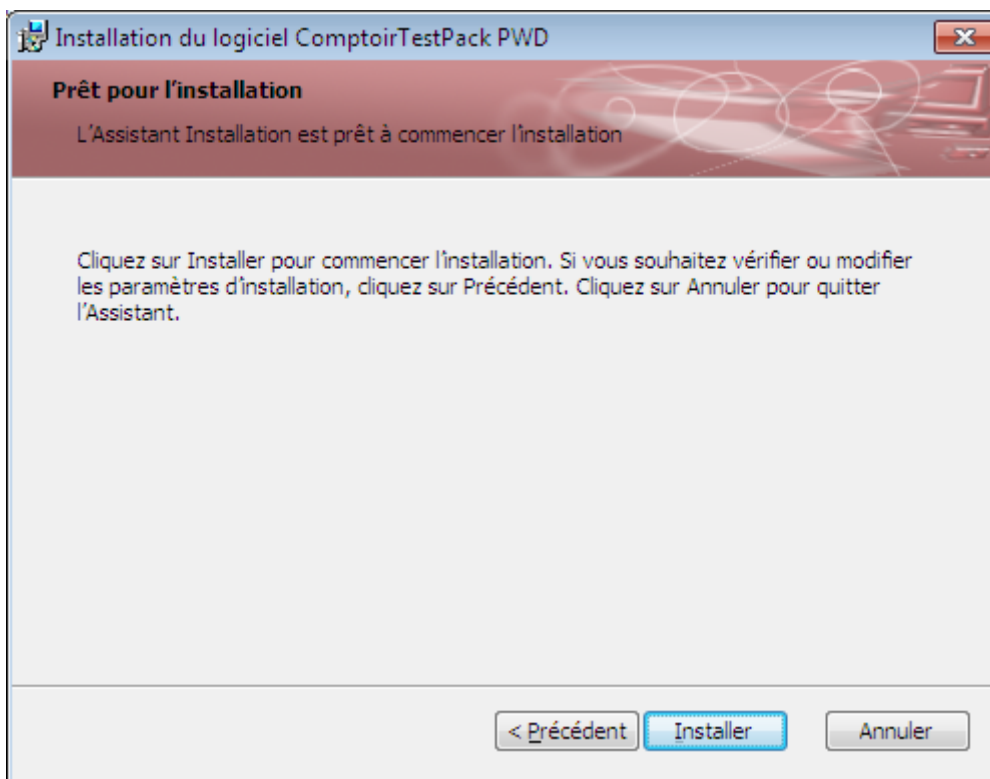 Installation du logiciel ComptoirTestPack PWD
Prêt pour l'installation
L'Assistant Installation est prêt à commencer l'installation
Cliquez sur Installer pour commencer l'installation. Si vous souhaitez vérifier ou modifier
les paramètres d'installation, cliquez sur Précédent. Cliquez sur Annuler pour quitter
l'Assistant.
< Précédent Installer Annuler